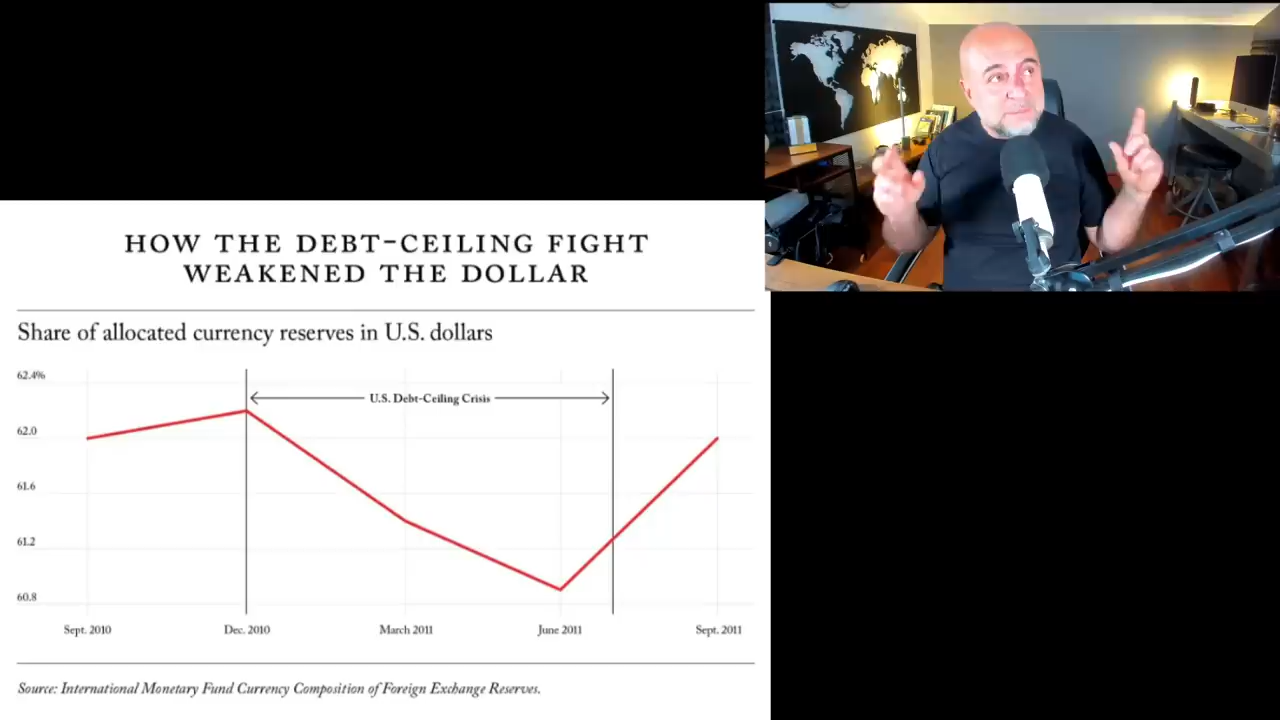 HOW THE DEBT-CEILING FIGHT
WEAKENED THE DOLLAR
Share of allocated currency reserves in U.S. dollars
62.4%
U.S. Debt-Ceiling Crisis
62.0
61.6
61.2
60.8
Sept. 2010 Dec. 2010 March 2011 June 2011 Sept. 2011
Source: International Monetary Fund Currency Composition of Foreign Exchange Reserves.